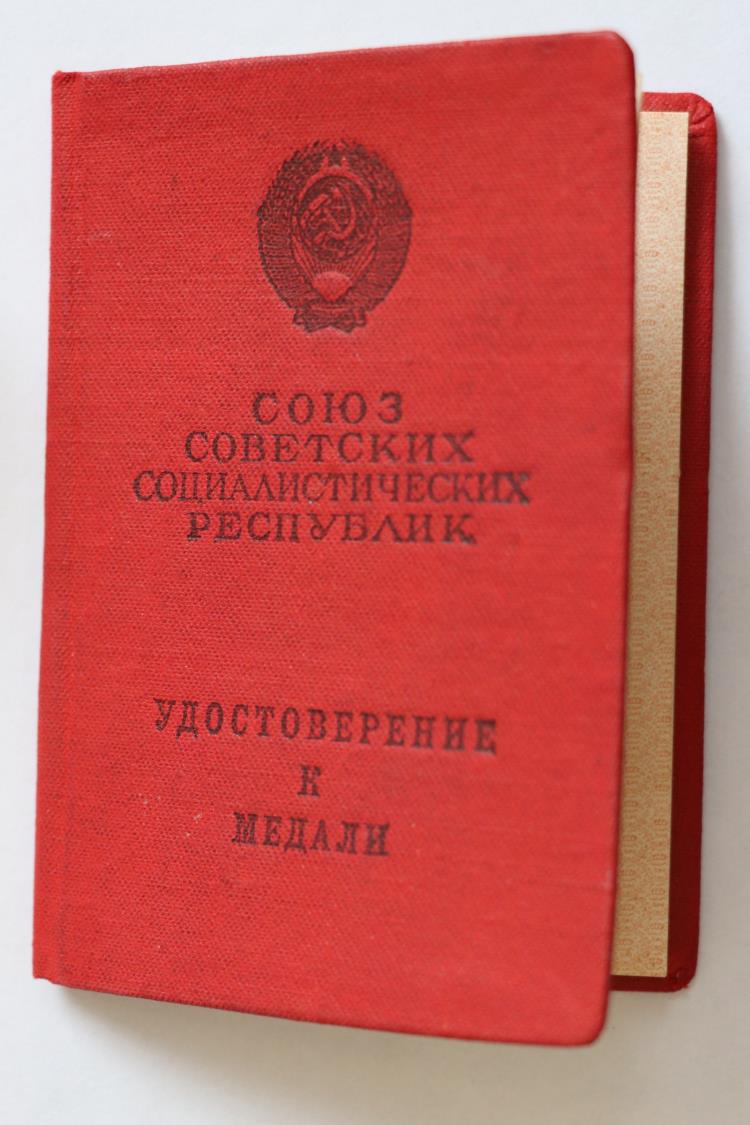 СОЮЗ
СОВЕТСКИХ
СОЦИАЛИСТИЧЕСКИХ
РЕСПУБЛИК
УДОСТОВЕРЕНИЕ
К
МЕДАЛИ